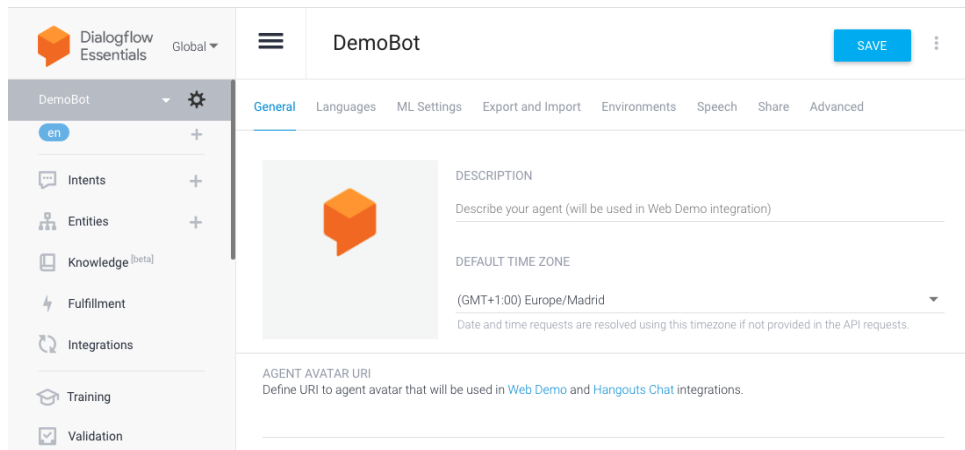 Dialogflow
Essentials
Global
DemoBot
SAVE
DemoBot
en
Intents
Entities
Knowledge [beta]
Fulfillment
Integrations
Training
Validation
General Languages ML Settings Export and Import Environments Speech Share Advanced
DESCRIPTION
Describe your agent (will be used in Web Demo integration)
DEFAULT TIME ZONE
(GMT+1:00) Europe/Madrid
Date and time requests are resolved using this timezone if not provided in the API requests.
AGENT AVATAR URI
Define URI to agent avatar that will be used in Web Demo and Hangouts Chat integrations.